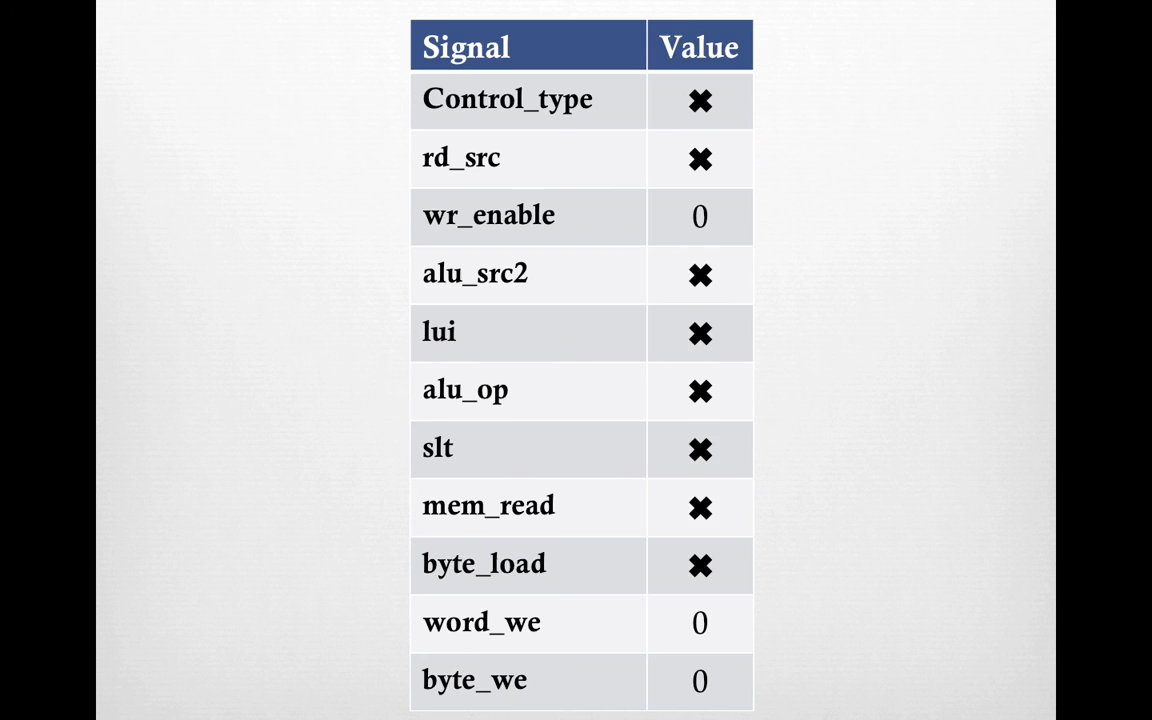 Signal Value
Control_type ✖
rd_src ✖
wr_enable 0
alu_src2 ✖
lui ✖
alu_op ✖
slt ✖
mem_read ✖
byte_load ✖
word_we 0
byte_we 0